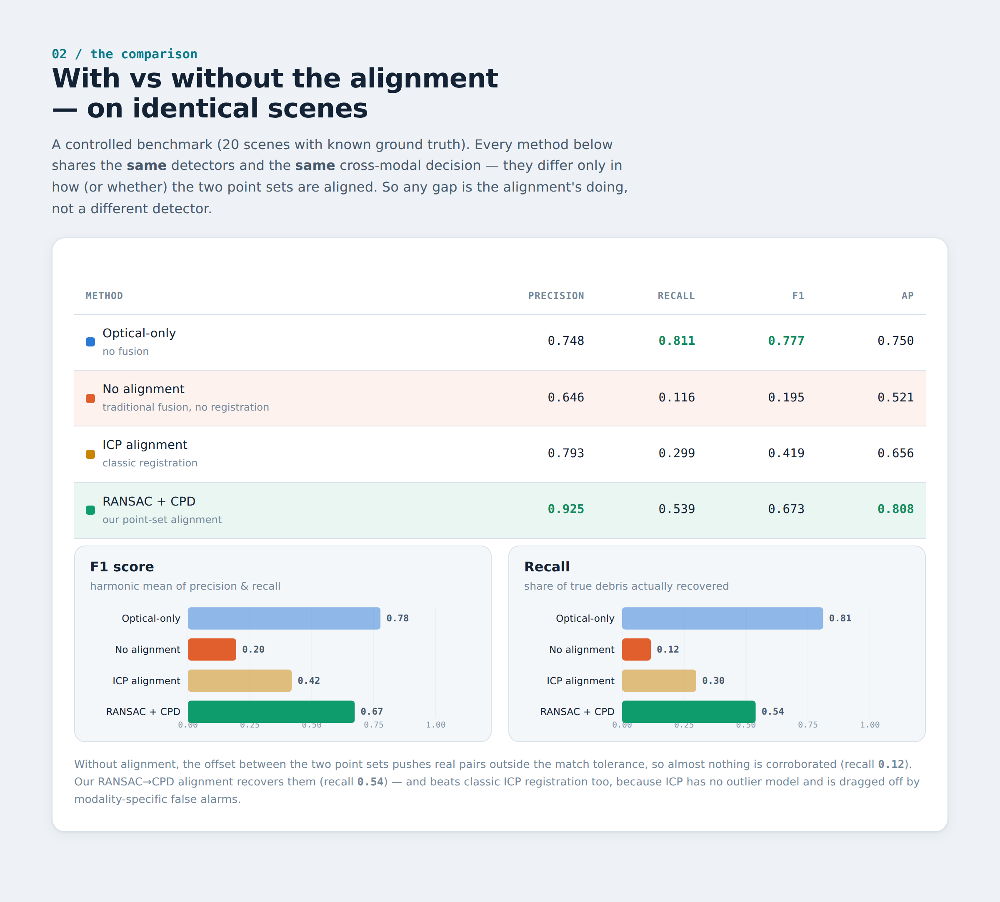 02 / the comparison
With vs without the alignment
— on identical scenes
A controlled benchmark (20 scenes with known ground truth). Every method below
shares the same detectors and the same cross-modal decision — they differ only in
how (or whether) the two point sets are aligned. So any gap is the alignment's doing,
not a different detector.
METHOD PRECISION RECALL F1 AP
Optical-only 0.748 0.811 0.777 0.750
no fusion
No alignment 0.646 0.116 0.195 0.521
traditional fusion, no registration
ICP alignment 0.793 0.299 0.419 0.656
classic registration
RANSAC + CPD 0.925 0.539 0.673 0.808
our point-set alignment
F1 score
harmonic mean of precision & recall
Optical-only 0.78
No alignment 0.20
ICP alignment 0.42
RANSAC + CPD 0.67
0.00 0.25 0.50 0.75 1.00
Recall
share of true debris actually recovered
Optical-only 0.81
No alignment 0.12
ICP alignment 0.30
RANSAC + CPD 0.54
0.00 0.25 0.50 0.75 1.00
Without alignment, the offset between the two point sets pushes real pairs outside the match tolerance, so almost nothing is corroborated (recall 0.12).
Our RANSAC→CPD alignment recovers them (recall 0.54) — and beats classic ICP registration too, because ICP has no outlier model and is dragged off by
modality-specific false alarms.